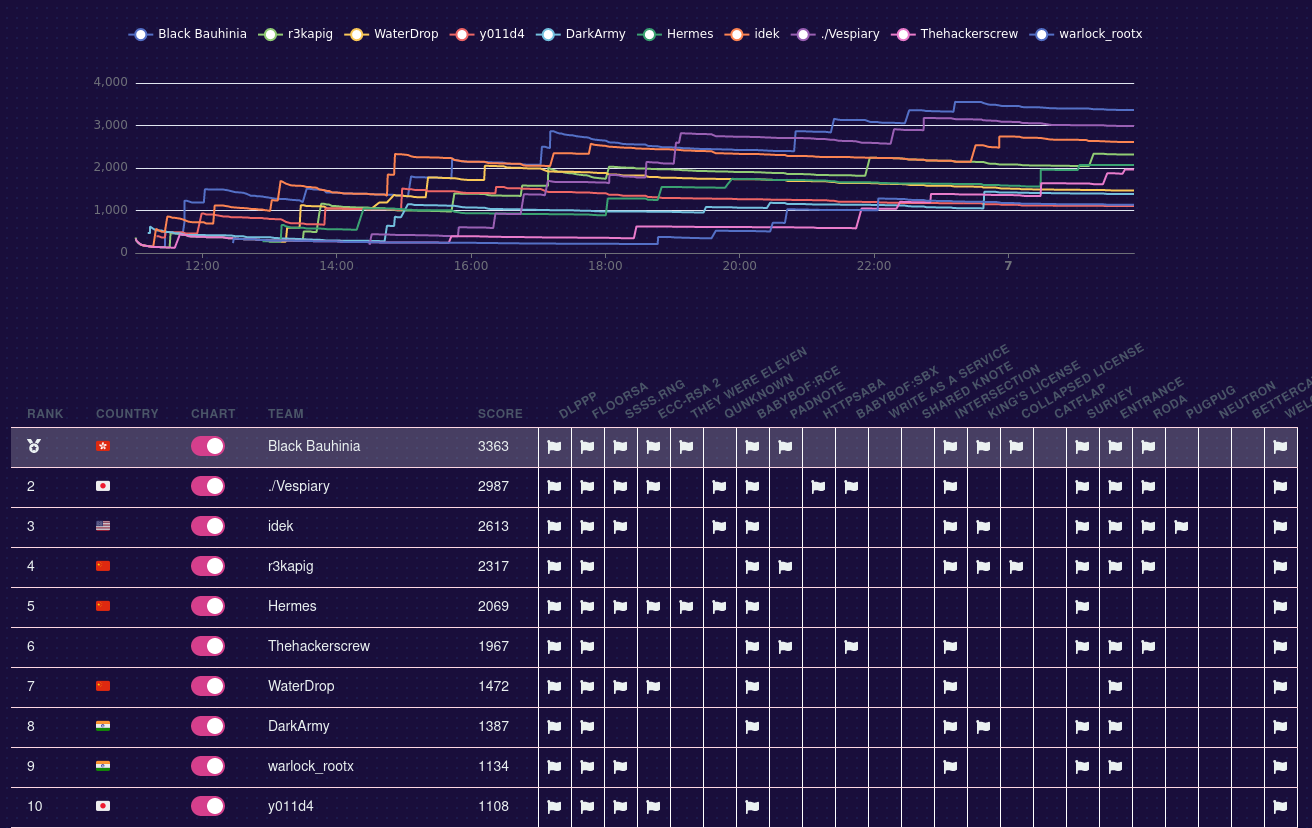 Black Bauhinia r3kapig WaterDrop y011d4 DarkArmy Hermes idek ./Vespiary Thehackerscrew warlock_rootx
4,000
3,000
2,000
1,000
0
12:00 14:00 16:00 18:00 20:00 22:00 7
RANK COUNTRY CHART TEAM SCORE DLPPP FLOORSA SSSS.RNG ECC-RSA 2 THEY WERE ELEVEN QUNKNOWN BABYBOF:RCE PADNOTE HTTPSABA BABYBOF:SBX WRITE AS A SERVICE SHARED KNOTE INTERSECTION KING'S LICENSE COLLAPSED LICENSE CATFLAP SURVEY ENTRANCE RODA PUGPUG NEUTRON
Black Bauhinia 3363
2 ./Vespiary 2987
3 idek 2613
4 r3kapig 2317
5 Hermes 2069
6 Thehackerscrew 1967
7 WaterDrop 1472
8 DarkArmy 1387
9 warlock_rootx 1134
10 y011d4 1108